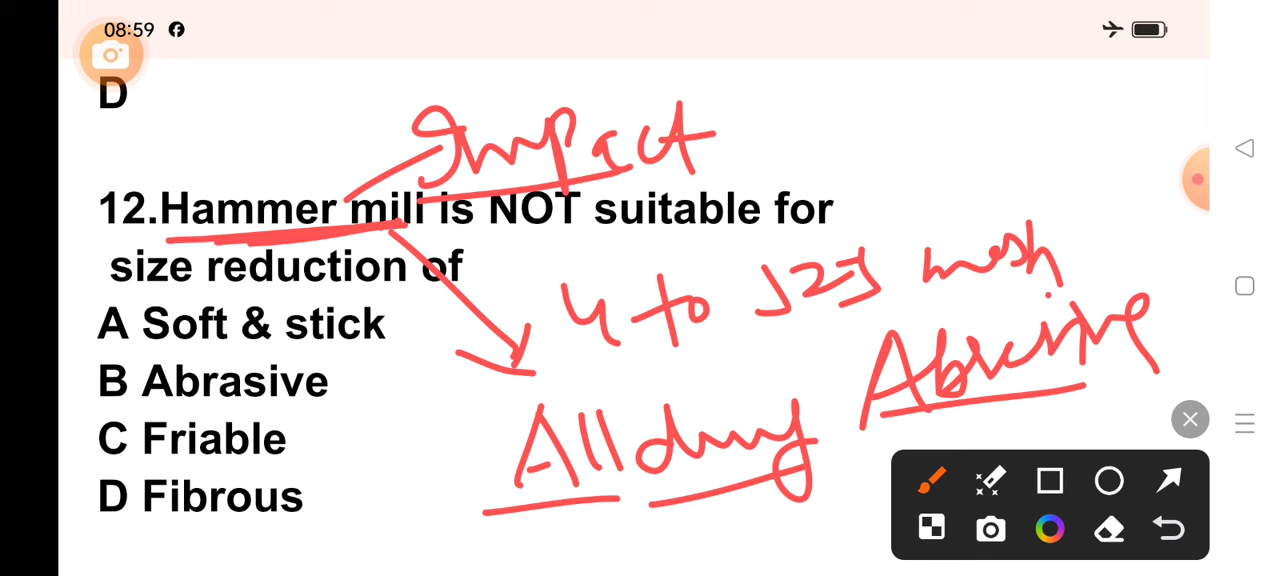 08:59
D
Impact
12.Hammer mill is NOT suitable for
size reduction of
4 to 325 mesh
A Soft & stick
Abrasive
B Abrasive
All drug
C Friable
D Fibrous